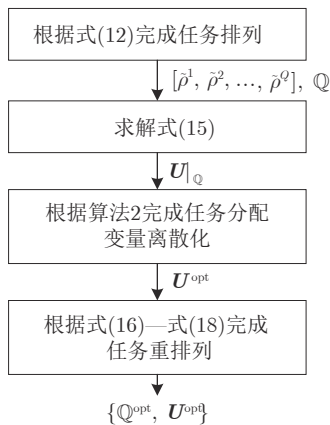 根据式(12)完成任务排列
[ρ̃¹, ρ̃², …, ρ̃^Q], ℚ
求解式(15)
U|_ℚ
根据算法2完成任务分配
变量离散化
U^opt
根据式(16)—式(18)完成
任务重排列
{ℚ^opt, U^opt}